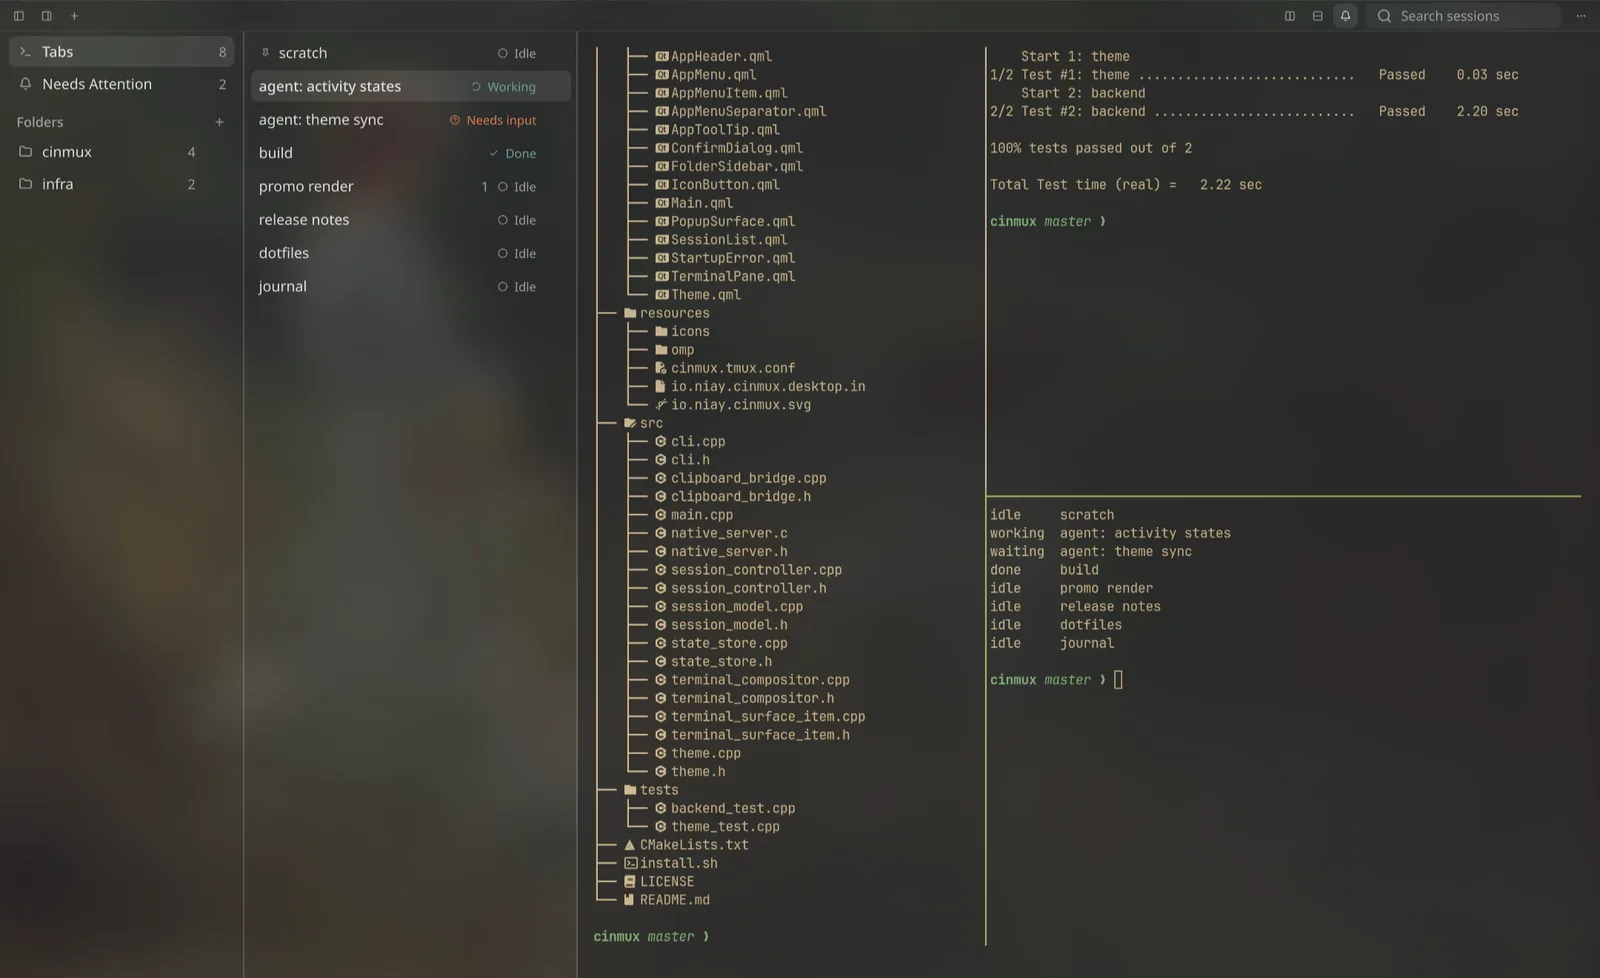 Search sessions
Tabs 8
Needs Attention 2
Folders
cinmux 4
infra 2
scratch Idle
agent: activity states Working
agent: theme sync Needs input
build Done
promo render 1 Idle
release notes Idle
dotfiles Idle
journal Idle
AppHeader.qml
AppMenu.qml
AppMenuItem.qml
AppMenuSeparator.qml
AppToolTip.qml
ConfirmDialog.qml
FolderSidebar.qml
IconButton.qml
Main.qml
PopupSurface.qml
SessionList.qml
StartupError.qml
TerminalPane.qml
Theme.qml
resources
icons
omp
cinmux.tmux.conf
io.niay.cinmux.desktop.in
io.niay.cinmux.svg
src
cli.cpp
cli.h
clipboard_bridge.cpp
clipboard_bridge.h
main.cpp
native_server.c
native_server.h
session_controller.cpp
session_controller.h
session_model.cpp
session_model.h
state_store.cpp
state_store.h
terminal_compositor.cpp
terminal_compositor.h
terminal_surface_item.cpp
terminal_surface_item.h
theme.cpp
theme.h
tests
backend_test.cpp
theme_test.cpp
CMakeLists.txt
install.sh
LICENSE
README.md
cinmux master ❯
Start 1: theme
1/2 Test #1: theme ............................ Passed 0.03 sec
Start 2: backend
2/2 Test #2: backend .......................... Passed 2.20 sec
100% tests passed out of 2
Total Test time (real) = 2.22 sec
cinmux master ❯
idle scratch
working agent: activity states
waiting agent: theme sync
done build
idle promo render
idle release notes
idle dotfiles
idle journal
cinmux master ❯